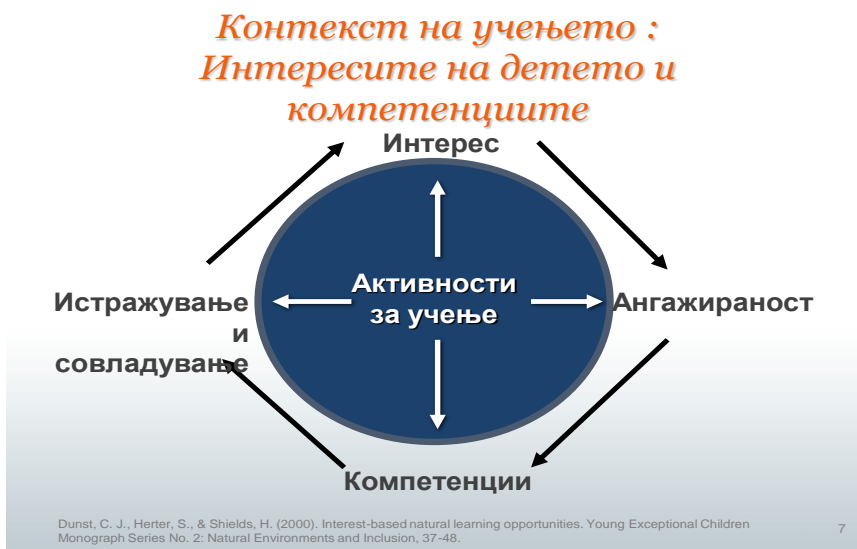 Контекст на учењето :
Интересите на детето и
компетенциите
Интерес
Активности
за учење
Истражување
и
совладување
Ангажираност
Компетенции
Dunst, C. J., Herter, S., & Shields, H. (2000). Interest-based natural learning opportunities. Young Exceptional Children
Monograph Series No. 2: Natural Environments and Inclusion, 37-48.
7